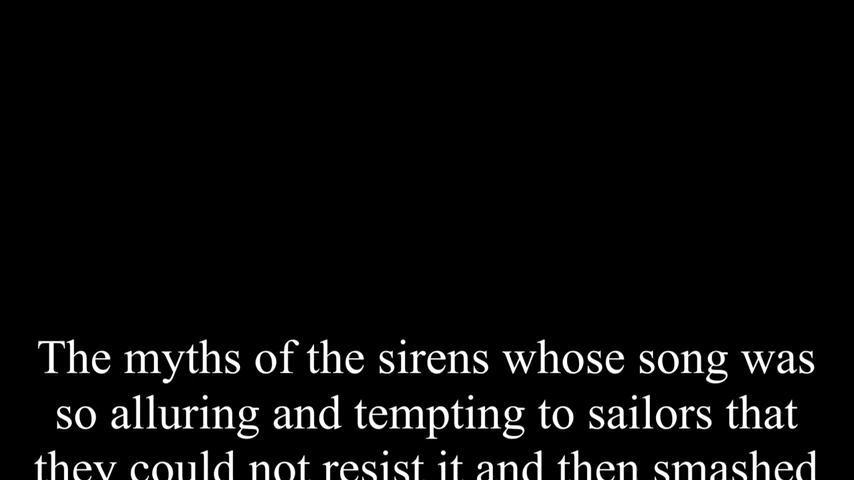 The myths of the sirens whose song was
so alluring and tempting to sailors that
they could not resist it and then smashed